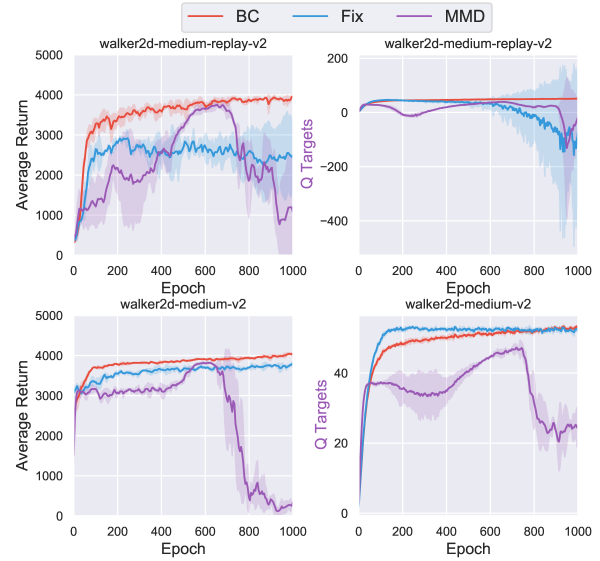 BC Fix MMD
walker2d-medium-replay-v2
Average Return
5000
4000
3000
2000
1000
0
0 200 400 600 800 1000
Epoch
walker2d-medium-replay-v2
Q Targets
200
0
−200
−400
0 200 400 600 800 1000
Epoch
walker2d-medium-v2
Average Return
5000
4000
3000
2000
1000
0
0 200 400 600 800 1000
Epoch
walker2d-medium-v2
Q Targets
40
20
0
0 200 400 600 800 1000
Epoch